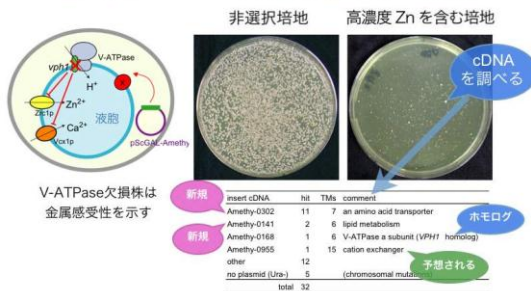 非選択培地
高濃度 Zn を含む培地
V-ATPase
vph1
H⁺
X
Zrc1p
Zn²⁺
液胞
Ca²⁺
Vcx1p
pScGAL-Amethy
cDNA
を調べる
V-ATPase欠損株は
金属感受性を示す
新規
新規
insert cDNA hit TMs comment
Amethy-0302 11 7 an amino acid transporter
Amethy-0141 2 6 lipid metabolism
Amethy-0168 1 6 V-ATPase a subunit (VPH1 homolog)
Amethy-0955 1 15 cation exchanger
other 12
no plasmid (Ura-) 5 (chromosomal mutations)
total 32
ホモログ
予想される